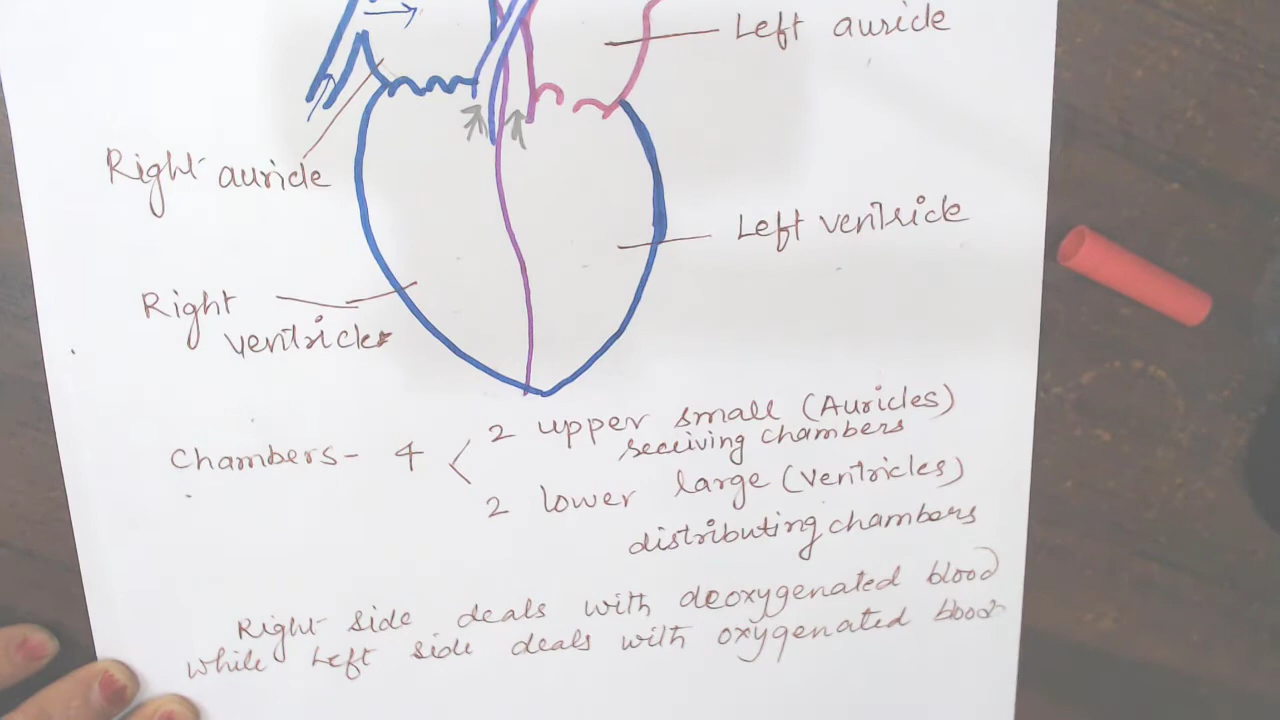 Left auricle
Right auricle
Left ventricle
Right
ventricle
Chambers- 4 < 2 upper small (Auricles)
receiving chambers
2 lower large (Ventricles)
distributing chambers
Right side deals with deoxygenated blood
while Left side deals with oxygenated blood